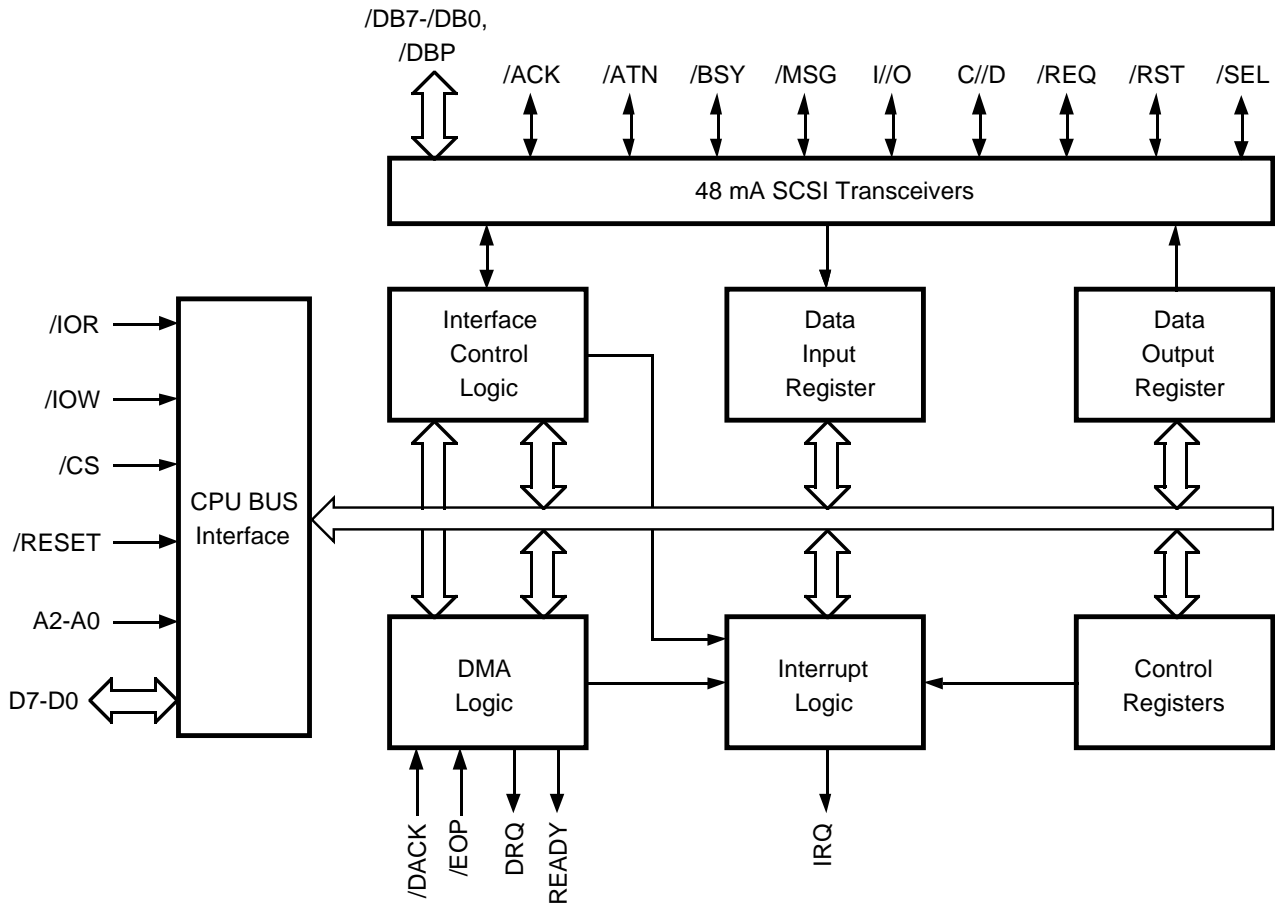 /DB7-/DB0,
/DBP
/ACK
/ATN
/BSY
/MSG
I//O
C//D
/REQ
/RST
/SEL
48 mA SCSI Transceivers
/IOR
/IOW
/CS
/RESET
A2-A0
D7-D0
CPU BUS
Interface
Interface
Control
Logic
Data
Input
Register
Data
Output
Register
DMA
Logic
Interrupt
Logic
Control
Registers
/DACK
/EOP
DRQ
READY
IRQ